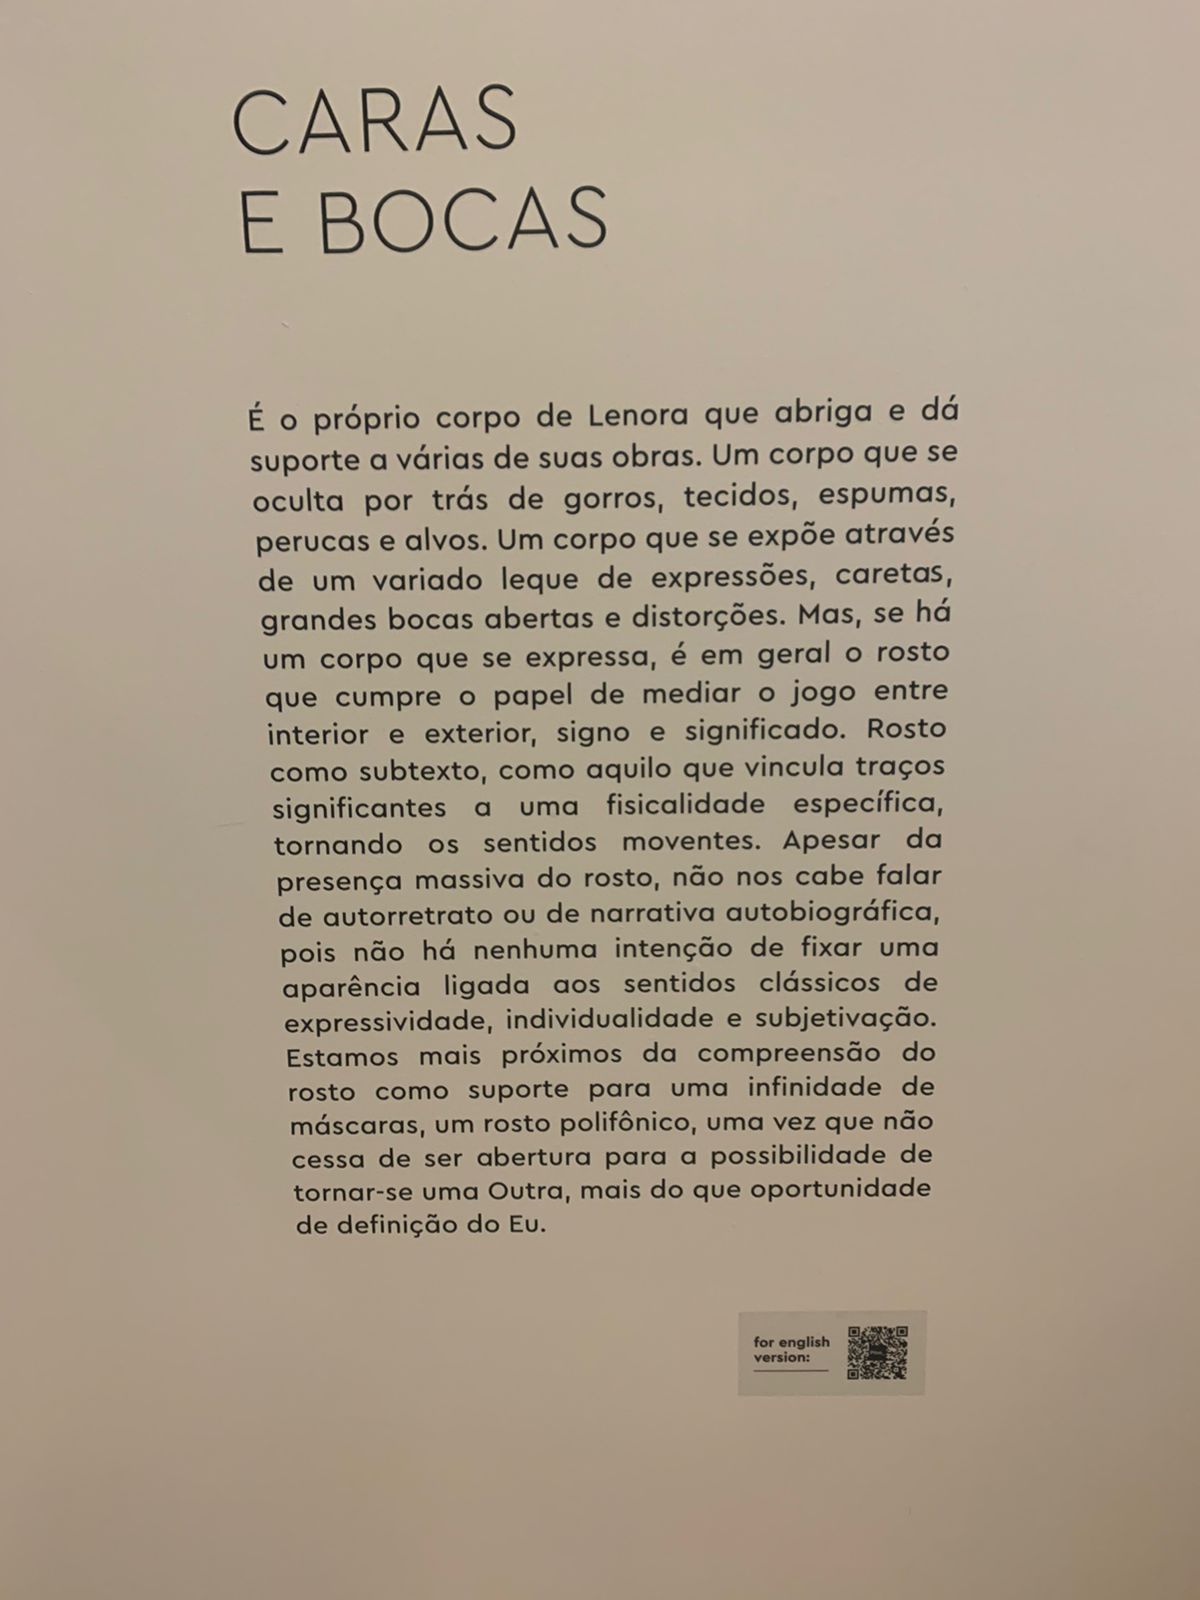 CARAS
E BOCAS
É o próprio corpo de Lenora que abriga e dá
suporte a várias de suas obras. Um corpo que se
oculta por trás de gorros, tecidos, espumas,
perucas e alvos. Um corpo que se expõe através
de um variado leque de expressões, caretas,
grandes bocas abertas e distorções. Mas, se há
um corpo que se expressa, é em geral o rosto
que cumpre o papel de mediar o jogo entre
interior e exterior, signo e significado. Rosto
como subtexto, como aquilo que vincula traços
significantes a uma fisicalidade específica,
tornando os sentidos moventes. Apesar da
presença massiva do rosto, não nos cabe falar
de autorretrato ou de narrativa autobiográfica,
pois não há nenhuma intenção de fixar uma
aparência ligada aos sentidos clássicos de
expressividade, individualidade e subjetivação.
Estamos mais próximos da compreensão do
rosto como suporte para uma infinidade de
máscaras, um rosto polifônico, uma vez que não
cessa de ser abertura para a possibilidade de
tornar-se uma Outra, mais do que oportunidade
de definição do Eu.
for english
version: